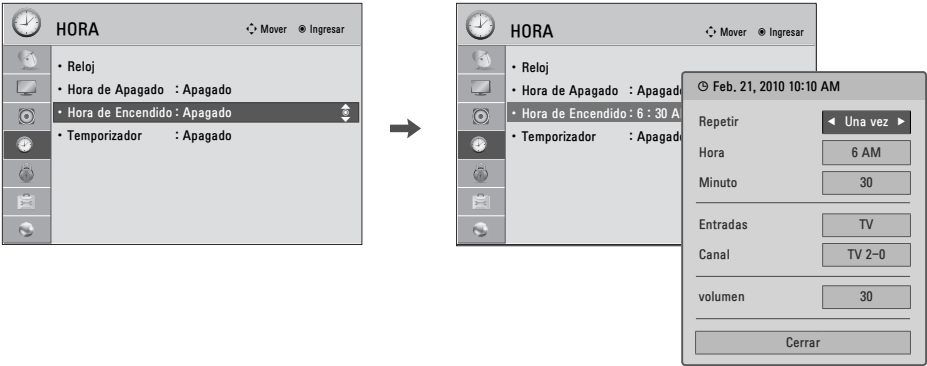 HORA
Mover
Ingresar
• Reloj
• Hora de Apagado : Apagado
• Hora de Encendido : Apagado
• Temporizador : Apagado
HORA
Mover
Ingresar
• Reloj
• Hora de Apagado : Apagado
• Hora de Encendido : 6 : 30 A
• Temporizador : Apagado
Feb. 21, 2010 10:10 AM
Repetir ◄ Una vez ►
Hora 6 AM
Minuto 30
Entradas TV
Canal TV 2-0
volumen 30
Cerrar